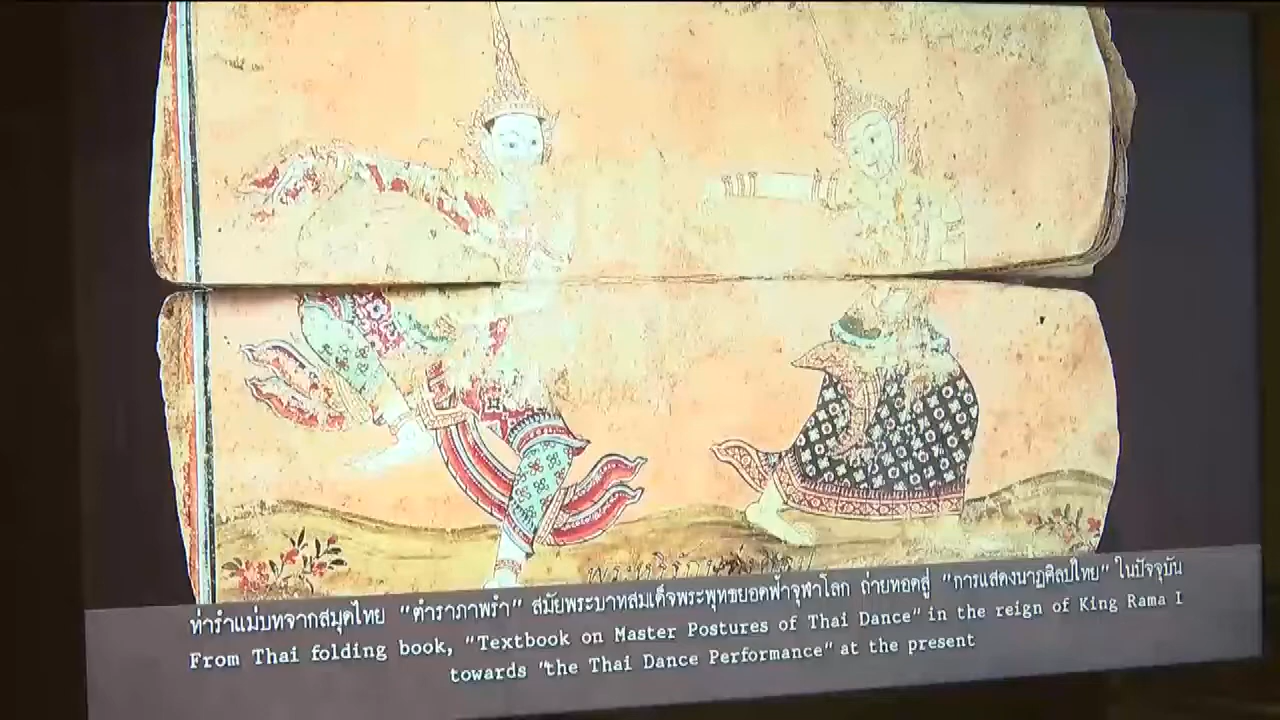 ท่ารำแม่บทจากสมุดไทย "ตำราภาพรำ" สมัยพระบาทสมเด็จพระพุทธยอดฟ้าจุฬาโลก ถ่ายทอดสู่ "การแสดงนาฏศิลป์ไทย" ในปัจจุบัน
From Thai folding book, "Textbook on Master Postures of Thai Dance" in the reign of King Rama I
towards "the Thai Dance Performance" at the present